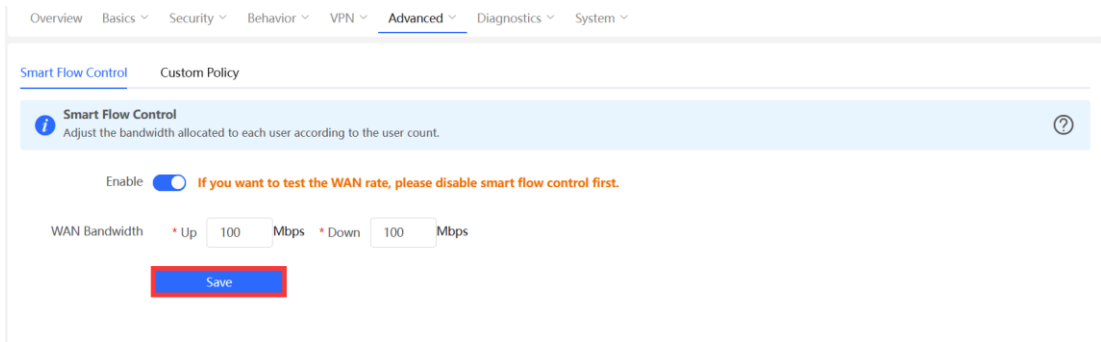 Overview Basics Security Behavior VPN Advanced Diagnostics System
Smart Flow Control Custom Policy
Smart Flow Control
Adjust the bandwidth allocated to each user according to the user count.
Enable If you want to test the WAN rate, please disable smart flow control first.
WAN Bandwidth * Up 100 Mbps * Down 100 Mbps
Save